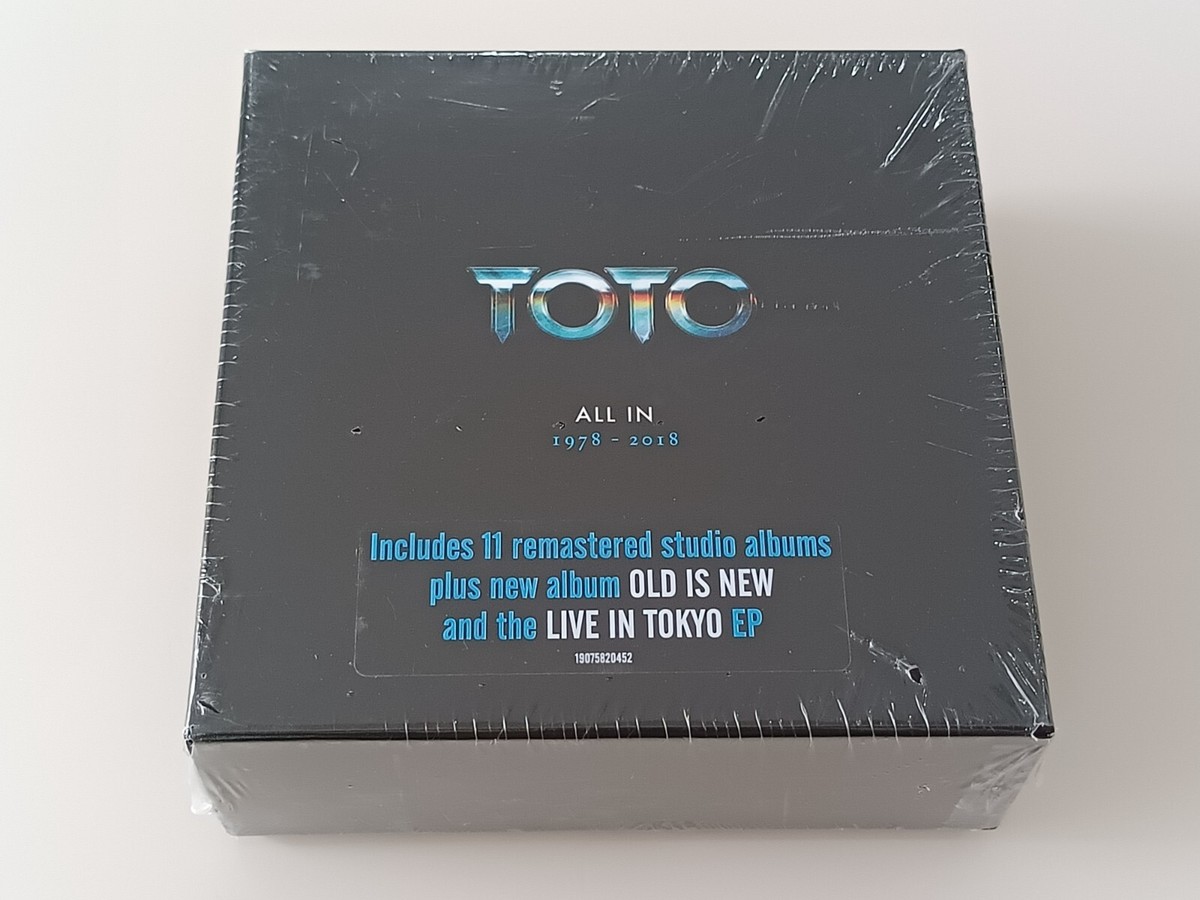 TOTO
ALL IN
1978 - 2018
Includes 11 remastered studio albums
plus new album OLD IS NEW
and the LIVE IN TOKYO EP
19075820452